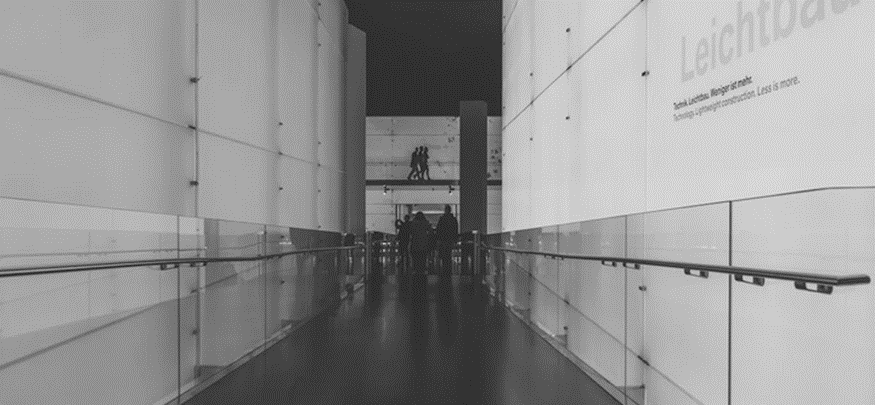 Leichtbau
Technik. Leichtbau. Weniger ist mehr.
Technology. Lightweight construction. Less is more.